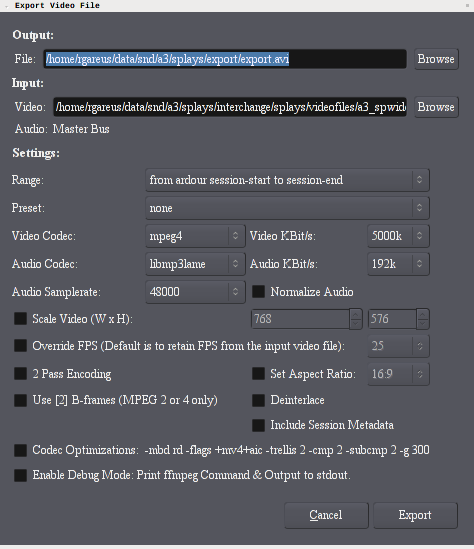 Export Video File
Output:
File: /home/rgareus/data/snd/a3/splays/export/export.avi Browse
Input:
Video: /home/rgareus/data/snd/a3/splays/interchange/splays/videofiles/a3_spwide Browse
Audio: Master Bus
Settings:
Range: from ardour session-start to session-end
Preset: none
Video Codec: mpeg4 Video KBit/s: 5000k
Audio Codec: libmp3lame Audio KBit/s: 192k
Audio Samplerate: 48000 Normalize Audio
Scale Video (W x H): 768 576
Override FPS (Default is to retain FPS from the input video file): 25
2 Pass Encoding Set Aspect Ratio: 16:9
Use [2] B-frames (MPEG 2 or 4 only) Deinterlace
Include Session Metadata
Codec Optimizations: -mbd rd -flags +mv4+aic -trellis 2 -cmp 2 -subcmp 2 -g 300
Enable Debug Mode: Print ffmpeg Command & Output to stdout.
Cancel Export